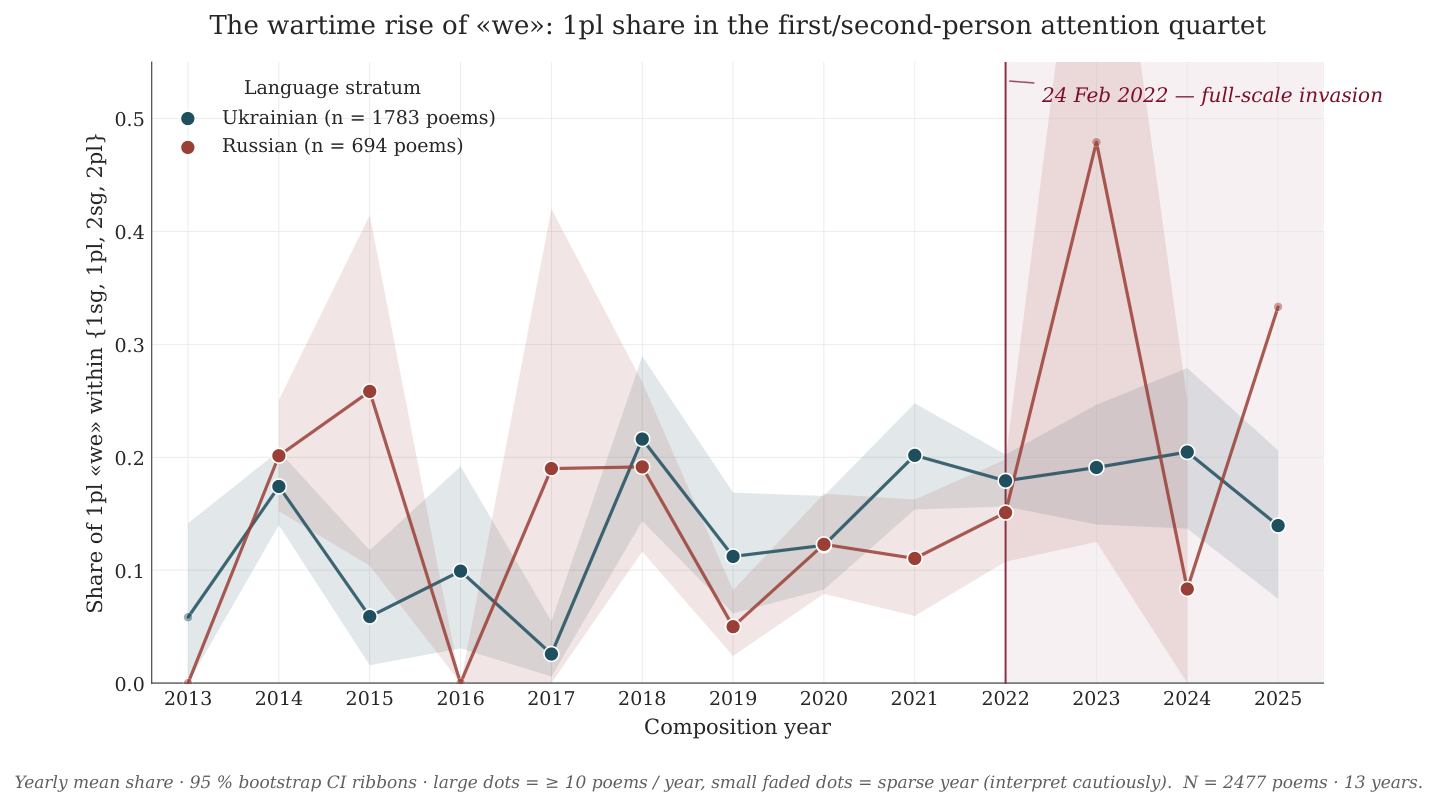 The wartime rise of «we»: 1pl share in the first/second-person attention quartet
Language stratum
Ukrainian (n = 1783 poems)
Russian (n = 694 poems)
24 Feb 2022 — full-scale invasion
Share of 1pl «we» within {1sg, 1pl, 2sg, 2pl}
0.5
0.4
0.3
0.2
0.1
0.0
2013 2014 2015 2016 2017 2018 2019 2020 2021 2022 2023 2024 2025
Composition year
Yearly mean share · 95 % bootstrap CI ribbons · large dots = ≥ 10 poems / year, small faded dots = sparse year (interpret cautiously). N = 2477 poems · 13 years.